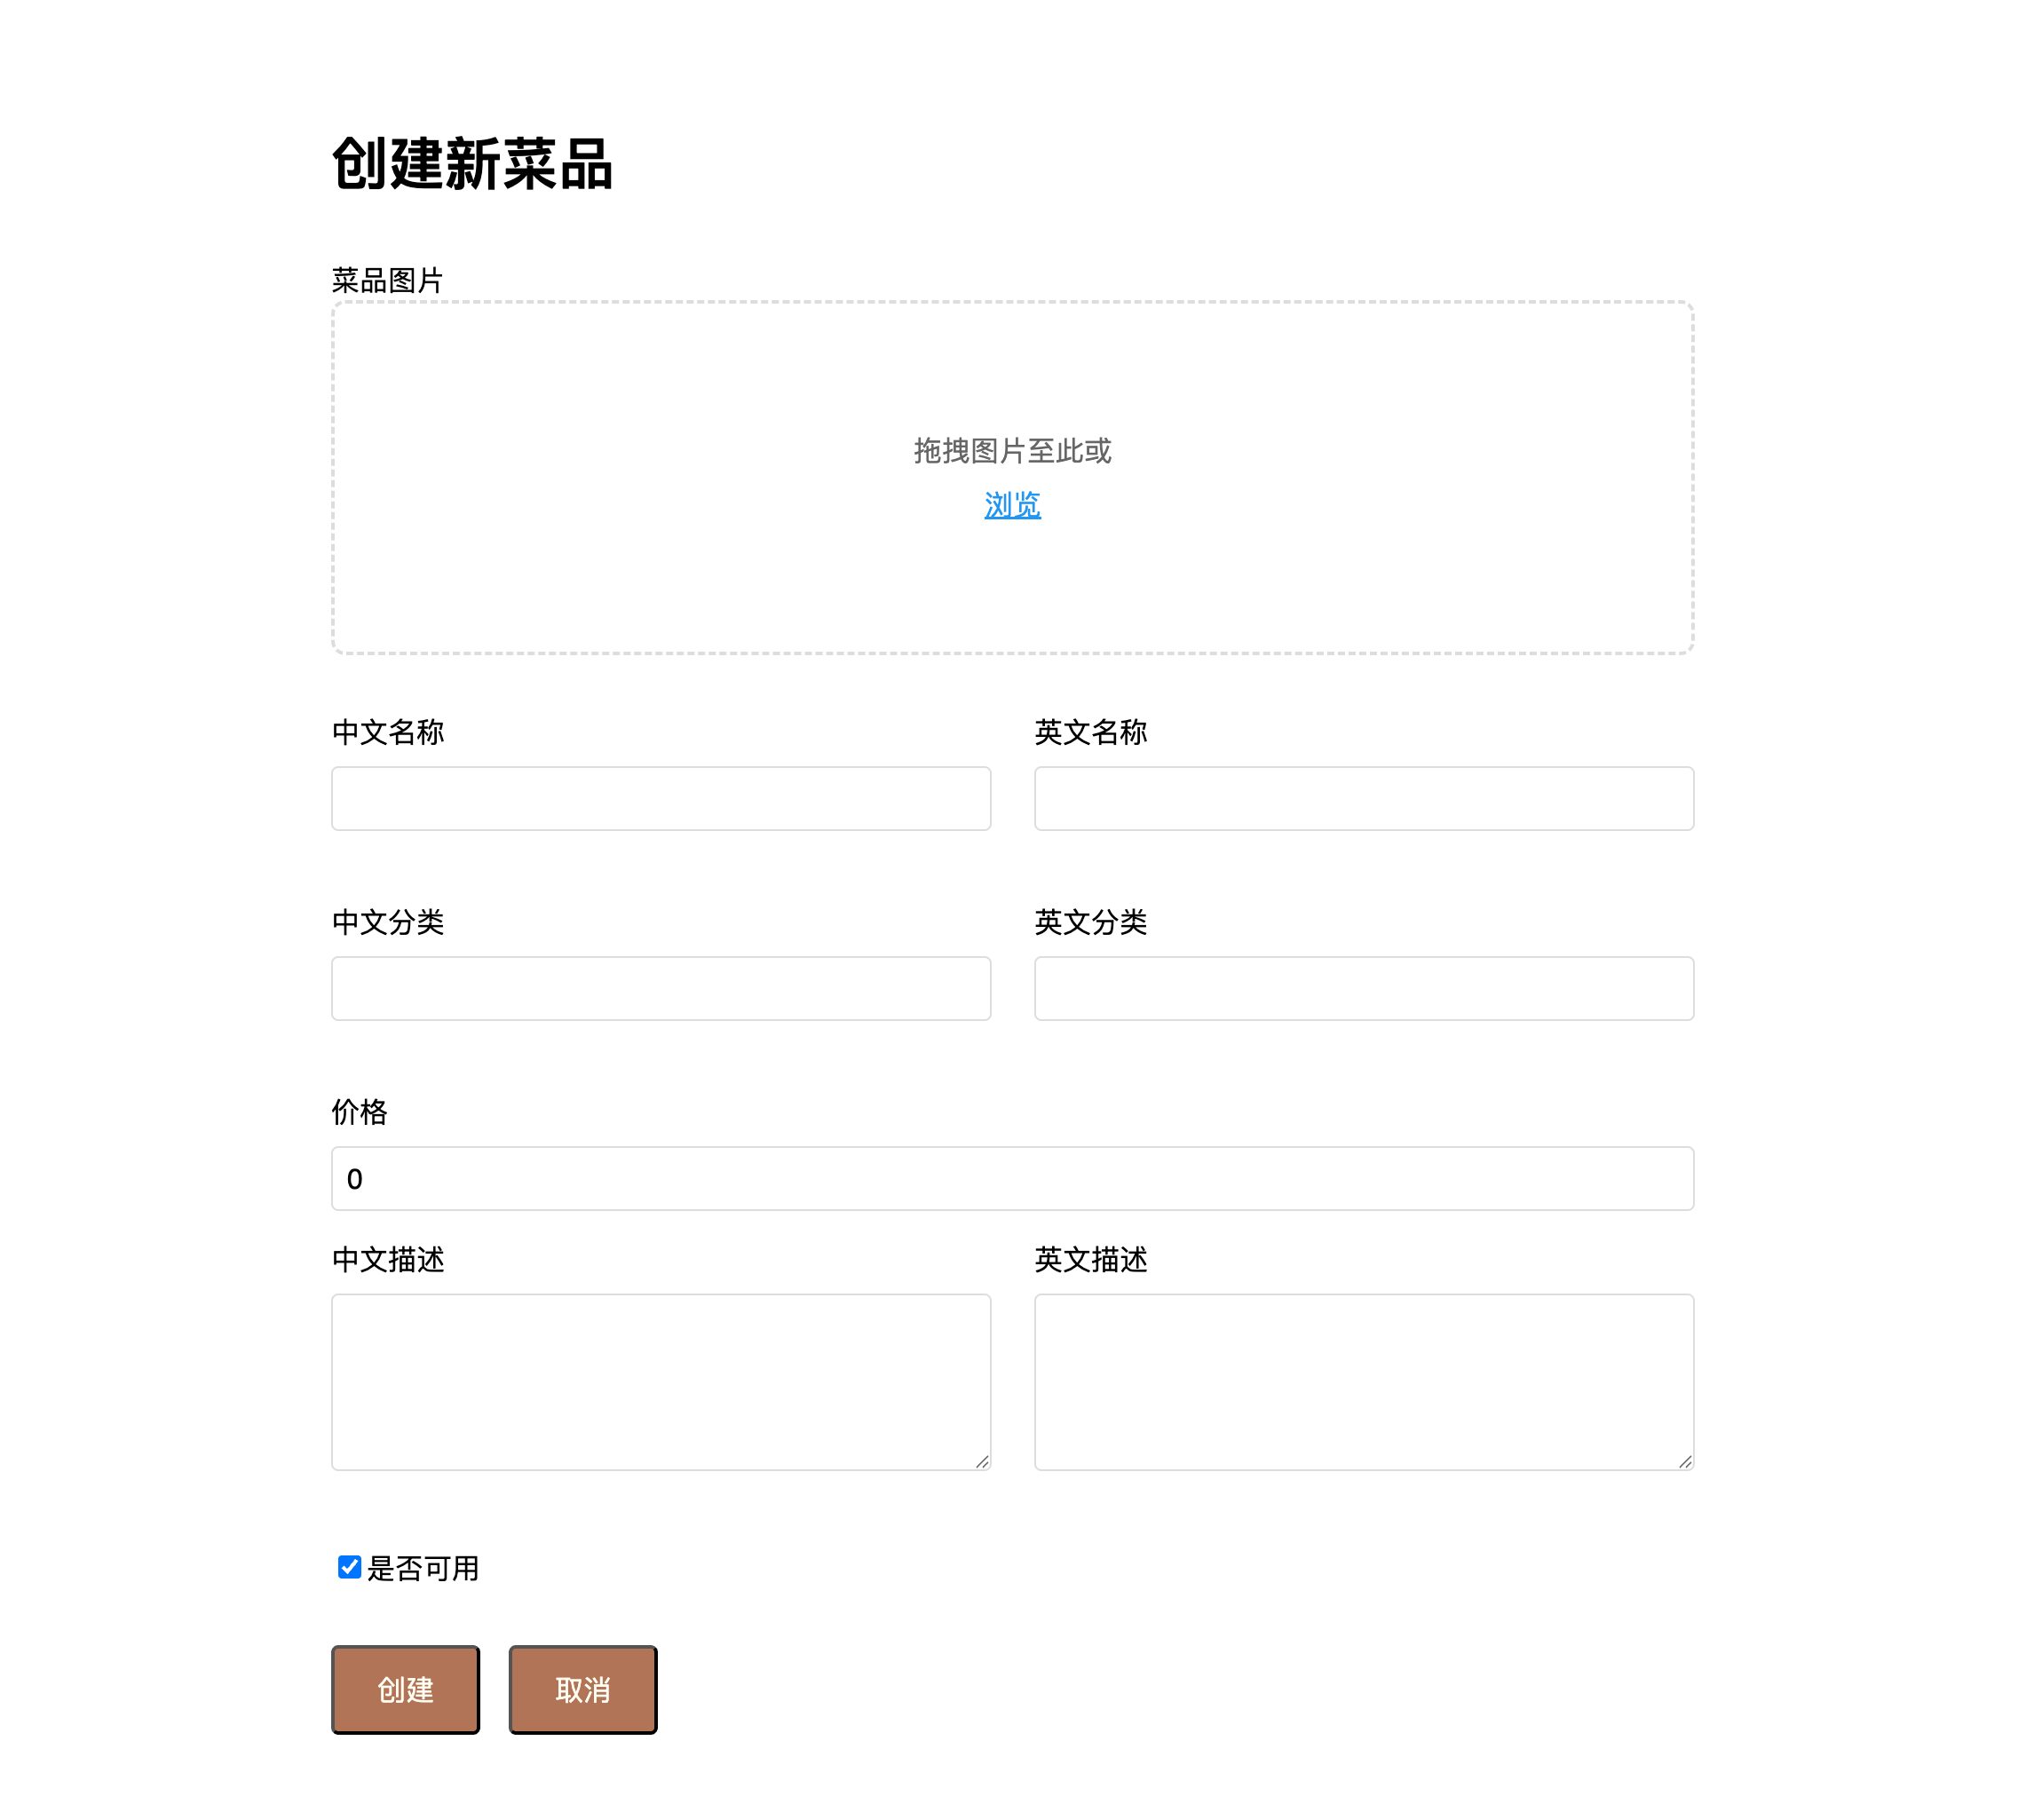 创建新菜品
菜品图片
拖拽图片至此或
浏览
中文名称
英文名称
中文分类
英文分类
价格
0
中文描述
英文描述
是否可用
创建
取消